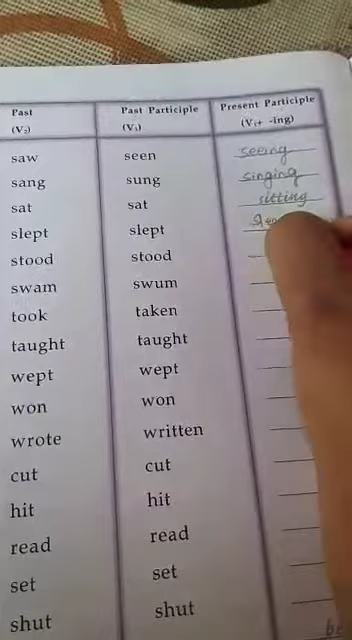 Past Past Participle Present Participle
(V₂) (V₃) (V₁+ -ing)
saw seen seeing
sang sung singing
sat sat sitting
slept slept
stood stood
swam swum
took taken
taught taught
wept wept
won won
wrote written
cut cut
hit hit
read read
set set
shut shut